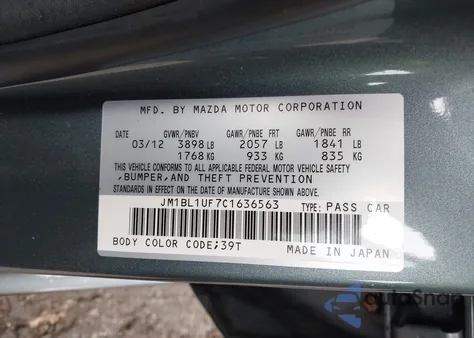 MFD. BY MAZDA MOTOR CORPORATION
DATE GVWR/PNBV GAWR/PNBE FRT GAWR/PNBE RR
03/12 3898 LB 2057 LB 1841 LB
1768 KG 933 KG 835 KG
THIS VEHICLE CONFORMS TO ALL APPLICABLE FEDERAL MOTOR VEHICLE SAFETY
,BUMPER,AND THEFT PREVENTION
STANDARDS IN EFFECT ON THE DATE OF MANUFACTURE SHOWN ABOVE.
JM1BL1UF7C1636563 TYPE: PASS CAR
BODY COLOR CODE;39T MADE IN JAPAN
autoSnap